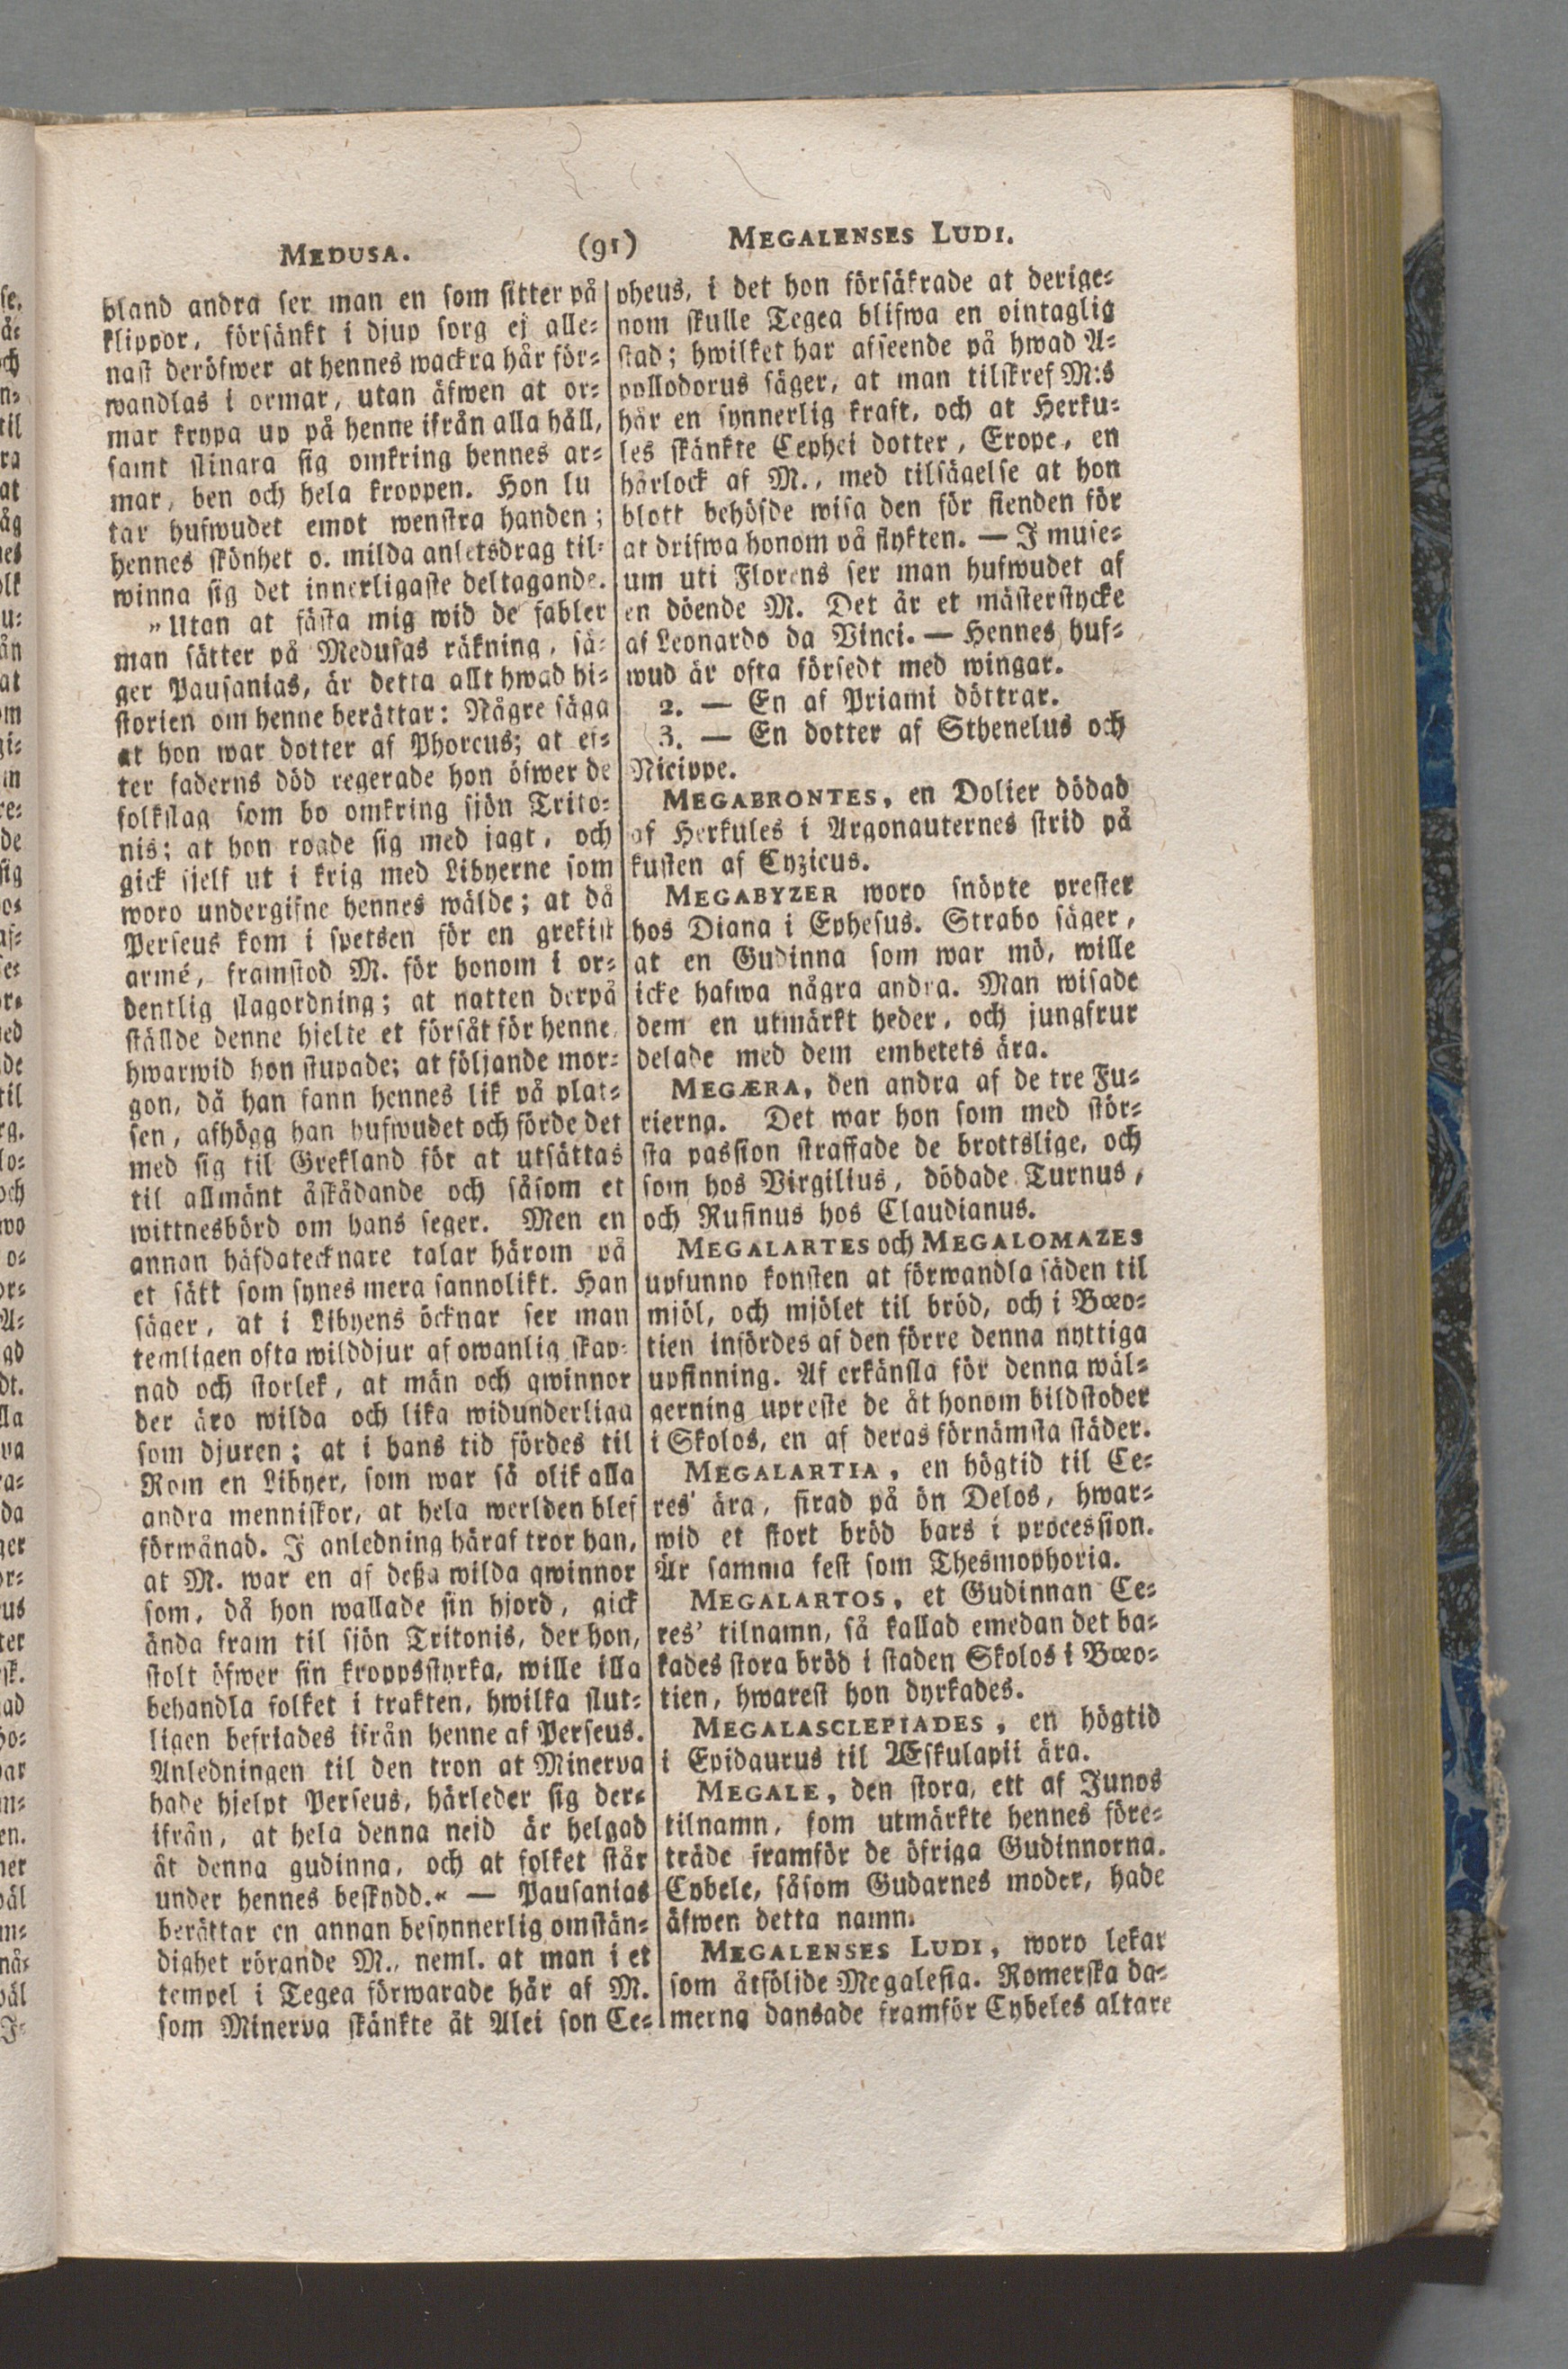 MEDUSA.
(91)
MEGALENSES LUDI.
bland andra ser man en som sitter på
klippor, försänkt i djup sorg ej alle-
nast deröfwer at hennes wackra hår för-
wandlas i ormar, utan äfwen at or-
mar krypa up på henne ifrån alla håll,
samt slingra sig omkring hennes ar-
mar, ben och hela kroppen. Hon lu
tar hufwudet emot wenstra handen;
hennes skönhet o. milda anletsdrag til-
winna sig det innerligaste deltagande.
»Utan at fästa mig wid de fabler
man sätter på Medusas räkning, sä-
ger Pausanias, är detta allt hwad hi-
storien om henne berättar: Någre säga
at hon war dotter af Phorcus; at ef-
ter faderns död regerade hon öfwer de
folkslag som bo omkring sjön Trito-
nis; at hon roade sig med jagt, och
gick sjelf ut i krig med Libyerne som
woro undergifne hennes wälde; at då
Perseus kom i spetsen för en grekisk
armé, framstod M. för honom i or-
dentlig slagordning; at natten derpå
ställde denne hjelte et försåt för henne,
hwarwid hon stupade; at följande mor-
gon, då han fann hennes lik på plat-
sen, afhögg han hufwudet och förde det
med sig til Grekland för at utsättas
til allmänt åskådande och såsom et
wittnesbörd om hans seger. Men en
annan häfdatecknare talar härom på
et sätt som synes mera sannolikt. Han
säger, at i Libyens öcknar ser man
temligen ofta wilddjur af owanlig skap-
nad och storlek, at män och qwinnor
der äro wilda och lika widunderliga
som djuren; at i hans tid fördes til
Rom en Libyer, som war så olik alla
andra menniskor, at hela werlden blef
förwånad. I anledning häraf tror han,
at M. war en af deßa wilda qwinnor
som, då hon wallade sin hjord, gick
ända fram til sjön Tritonis, der hon,
stolt öfwer sin kroppsstyrka, wille illa
behandla folket i trakten, hwilka slut-
ligen befriades ifrån henne af Perseus.
Anledningen til den tron at Minerva
hade hjelpt Perseus, härleder sig der-
ifrån, at hela denna nejd är helgad
åt denna gudinna, och at folket står
under hennes beskydd.« — Pausanias
berättar en annan besynnerlig omstän-
dighet rörande M., neml. at man i et
tempel i Tegea förwarade hår af M.
som Minerva skänkte åt Alei son Ce-
pheus, i det hon försäkrade at derige-
nom skulle Tegea blifwa en ointaglig
stad; hwilket har afseende på hwad A-
pollodorus säger, at man tilskref M:s
hår en synnerlig kraft, och at Herku-
les skänkte Cephei dotter, Erope, en
hårlock af M., med tilsägelse at hon
blott behöfde wisa den för fienden för
at drifwa honom på flykten. — I muse-
um uti Florens ser man hufwudet af
en döende M. Det är et mästerstycke
af Leonardo da Vinci. — Hennes huf-
wud är ofta försedt med wingar.
2. — En af Priami döttrar.
3. — En dotter af Sthenelus och
Nicippe.
MEGABRONTES, en Dolier dödad
af Herkules i Argonauternes strid på
kusten af Cyzicus.
MEGABYZER woro snöpte prester
hos Diana i Ephesus. Strabo säger,
at en Gudinna som war mö, wille
icke hafwa några andra. Man wisade
dem en utmärkt heder, och jungfrur
delade med dem embetets ära.
MEGÆRA, den andra af de tre Fu-
rierna. Det war hon som med stör-
sta passion straffade de brottslige, och
som hos Virgilius, dödade Turnus,
och Rufinus hos Claudianus.
MEGALARTES och MEGALOMAZES
upfunno konsten at förwandla säden til
mjöl, och mjölet til bröd, och i Bœo-
tien infördes af den förre denna nyttiga
upfinning. Af erkänsla för denna wäl-
gerning upreste de åt honom bildstoder
i Skolos, en af deras förnämsta städer.
MEGALARTIA, en högtid til Ce-
res' ära, firad på ön Delos, hwar-
wid et stort bröd bars i procession.
Är samma fest som Thesmophoria.
MEGALARTOS, et Gudinnan Ce-
res' tilnamn, så kallad emedan det ba-
kades stora bröd i staden Skolos i Bœo-
tien, hwarest hon dyrkades.
MEGALASCLEPIADES, en högtid
i Epidaurus til Æskulapii ära.
MEGALE, den stora, ett af Junos
tilnamn, som utmärkte hennes före-
träde framför de öfriga Gudinnorna.
Cybele, såsom Gudarnes moder, hade
äfwen detta namn.
MEGALENSES LUDI, woro lekar
som åtföljde Megalesia. Romerska da-
merna dansade framför Cybeles altare